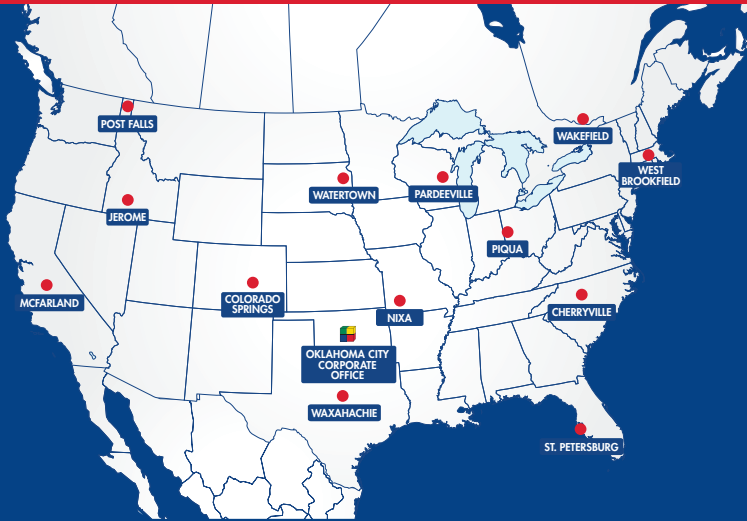 POST FALLS
WAKEFIELD
WEST
BROOKFIELD
WATERTOWN
PARDEEVILLE
JEROME
PIQUA
MCFARLAND
COLORADO
SPRINGS
NIXA
CHERRYVILLE
OKLAHOMA CITY
CORPORATE
OFFICE
WAXAHACHIE
ST. PETERSBURG